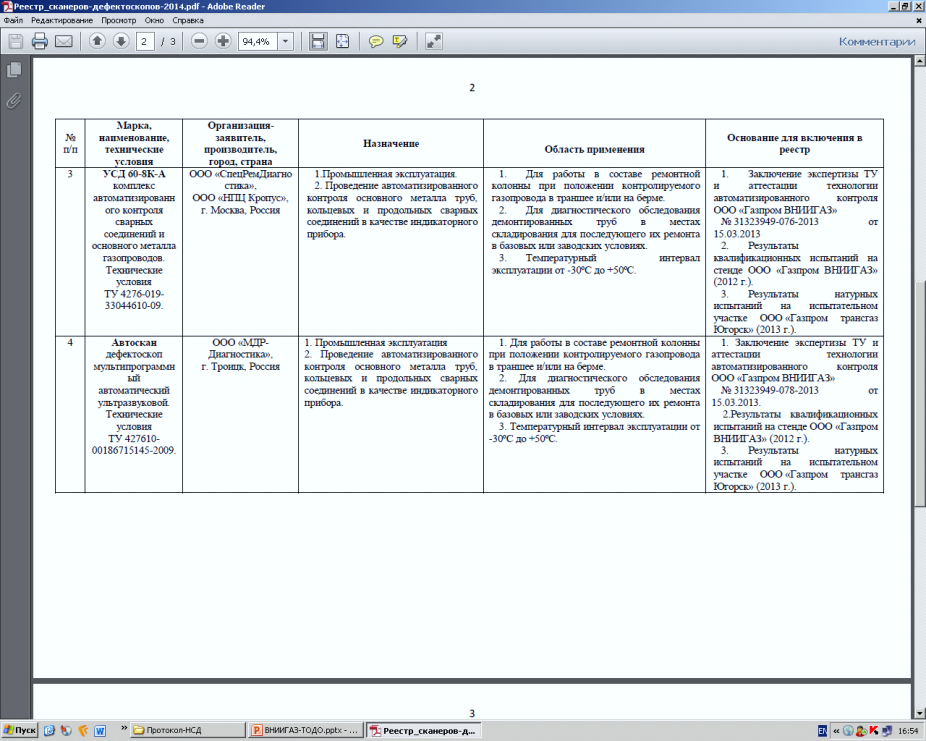 Реестр_сканеров-дефектоскопов-2014.pdf - Adobe Reader
Файл Редактирование Просмотр Окно Справка
2 / 3 94,4% Комментарии
2
№ п/п
Марка, наименование, технические условия
Организация-заявитель, производитель, город, страна
Назначение
Область применения
Основание для включения в реестр
3
УСД 60-8К-А
комплекс
автоматизированн
ого контроля
сварных
соединений и
основного металла
газопроводов.
Технические
условия
ТУ 4276-019-
33044610-09.
ООО «СпецРемДиагно
стика»,
ООО «НПЦ Кропус»,
г. Москва, Россия
1.Промышленная эксплуатация.
2. Проведение автоматизированного
контроля основного металла труб,
кольцевых и продольных сварных
соединений в качестве индикаторного
прибора.
1. Для работы в составе ремонтной
колонны при положении контролируемого
газопровода в траншее и/или на берме.
2. Для диагностического обследования
демонтированных труб в местах
складирования для последующего их ремонта
в базовых или заводских условиях.
3. Температурный интервал
эксплуатации от -30ºС до +50ºС.
1. Заключение экспертизы ТУ
и аттестации технологии
автоматизированного контроля
ООО «Газпром ВНИИГАЗ»
№ 31323949-076-2013 от
15.03.2013
2. Результаты
квалификационных испытаний на
стенде ООО «Газпром ВНИИГАЗ»
(2012 г.).
3. Результаты натурных
испытаний на испытательном
участке ООО «Газпром трансгаз
Югорск» (2013 г.).
4
Автоскан
дефектоскоп
мультипрограммн
ый
автоматический
ультразвуковой.
Технические
условия
ТУ 427610-
00186715145-2009.
ООО «МДР-
Диагностика»,
г. Троицк, Россия
1. Промышленная эксплуатация
2. Проведение автоматизированного
контроля основного металла труб,
кольцевых и продольных сварных
соединений в качестве индикаторного
прибора.
1. Для работы в составе ремонтной колонны
при положении контролируемого газопровода
в траншее и/или на берме.
2. Для диагностического обследования
демонтированных труб в местах
складирования для последующего их ремонта
в базовых или заводских условиях.
3. Температурный интервал эксплуатации от
-30ºС до +50ºС.
1. Заключение экспертизы ТУ и
аттестации технологии
автоматизированного контроля
ООО «Газпром ВНИИГАЗ»
№ 31323949-078-2013 от
15.03.2013.
2.Результаты квалификационных
испытаний на стенде ООО «Газпром
ВНИИГАЗ» (2012 г.).
3. Результаты натурных
испытаний на испытательном
участке ООО «Газпром трансгаз
Югорск» (2013 г.).
3
Пуск » Протокол-НСД ВНИИГАЗ-ТОДО.pptx - ... Реестр_сканеров-д... EN « 16:54